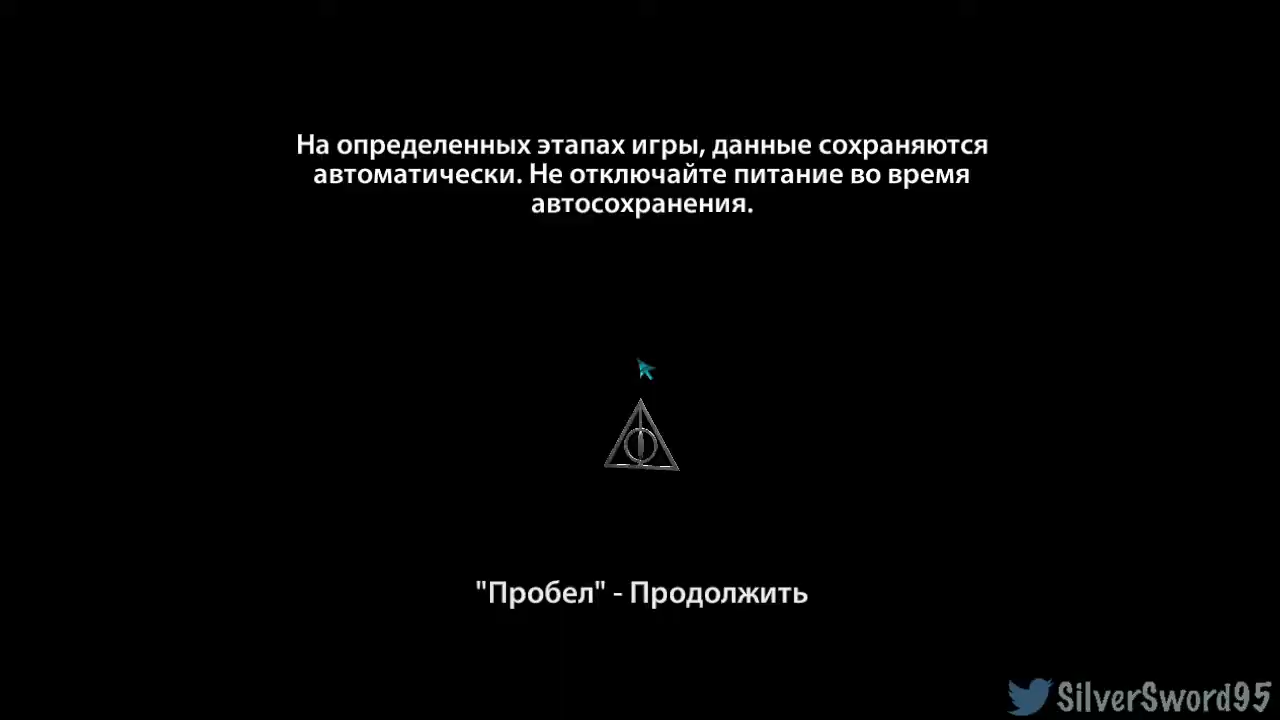 На определенных этапах игры, данные сохраняются
автоматически. Не отключайте питание во время
автосохранения.
"Пробел" - Продолжить
SilverSword95